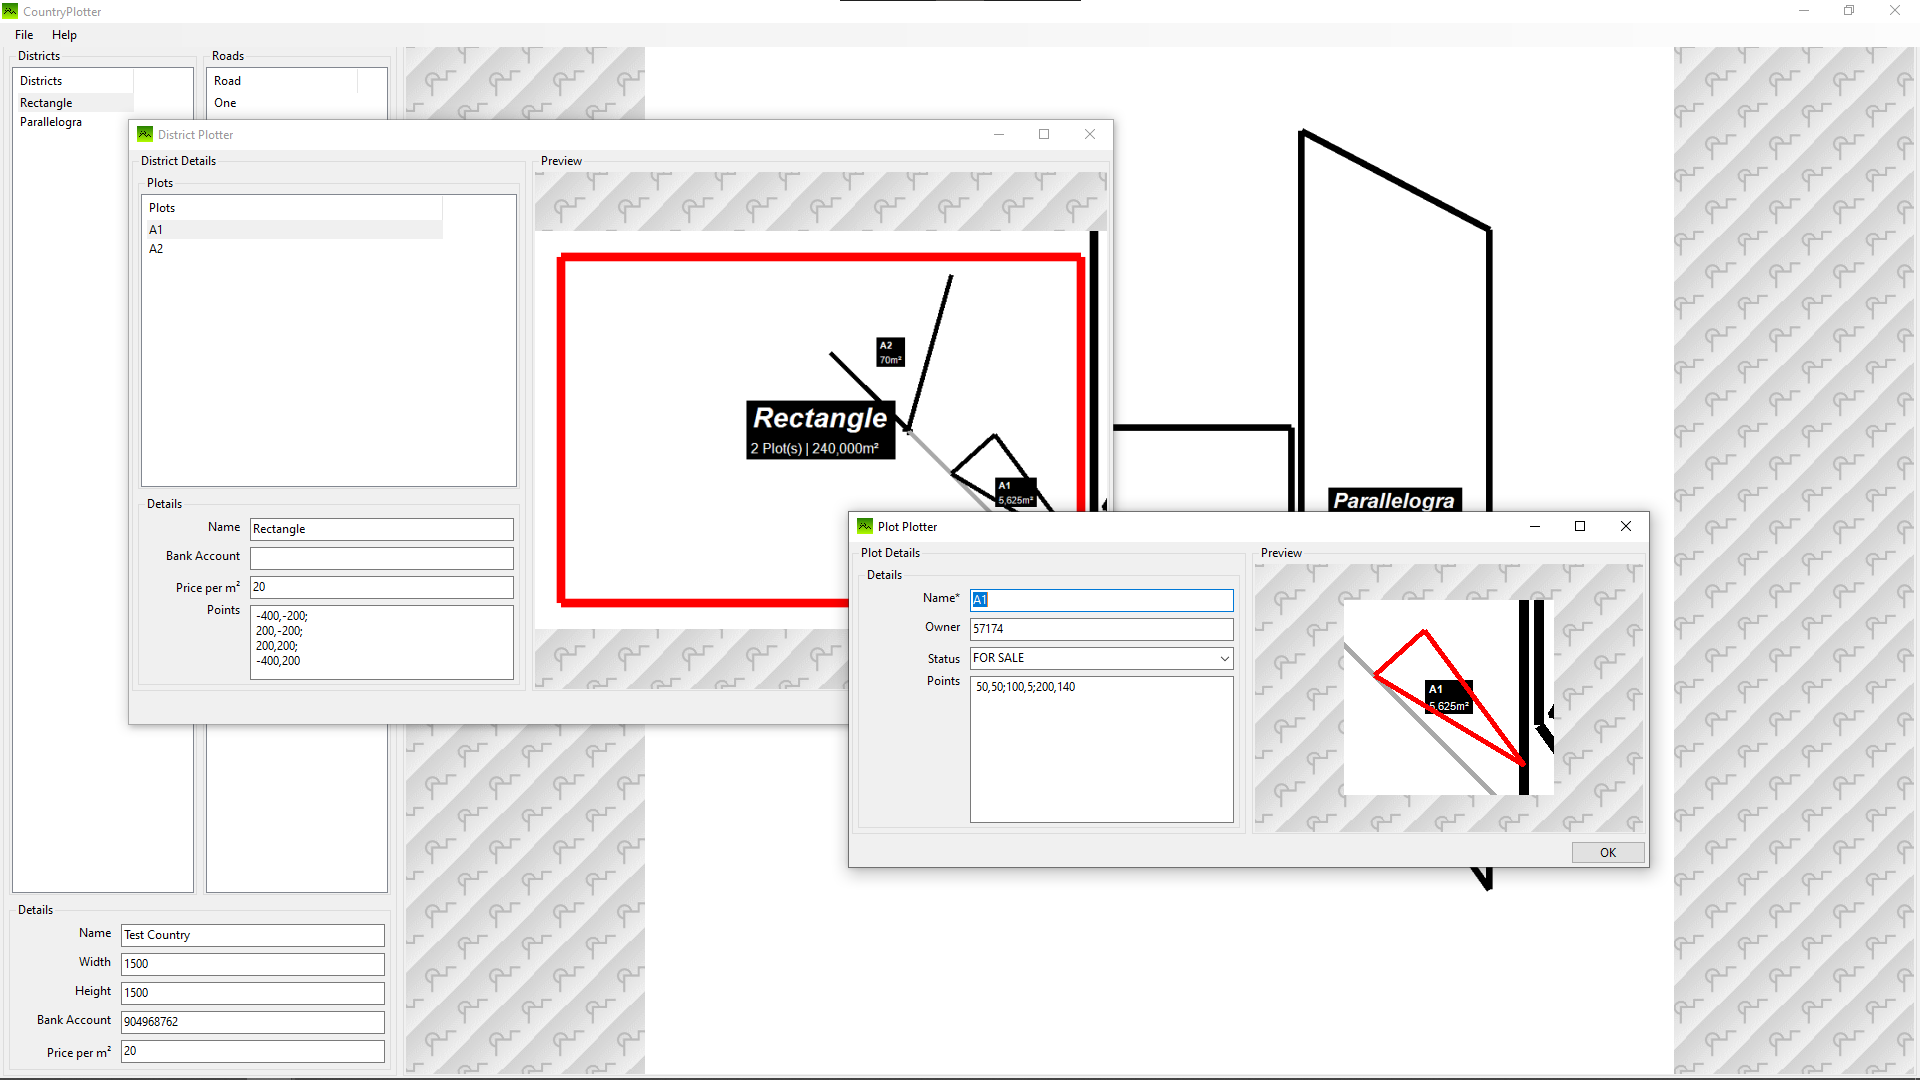 CountryPlotter
File Help
Districts
Districts
Rectangle
Parallelogra
Roads
Road
One
District Plotter
District Details
Plots
Plots
A1
A2
Details
Name Rectangle
Bank Account
Price per m² 20
Points
-400,-200;
200,-200;
200,200;
-400,200
Preview
A2
70m²
Rectangle
2 Plot(s) | 240,000m²
A1
5,625m²
Parallelogra
Plot Plotter
Plot Details
Details
Name* A1
Owner 57174
Status FOR SALE
Points 50,50;100,5;200,140
Preview
A1
5,625m²
OK
Details
Name Test Country
Width 1500
Height 1500
Bank Account 904968762
Price per m² 20